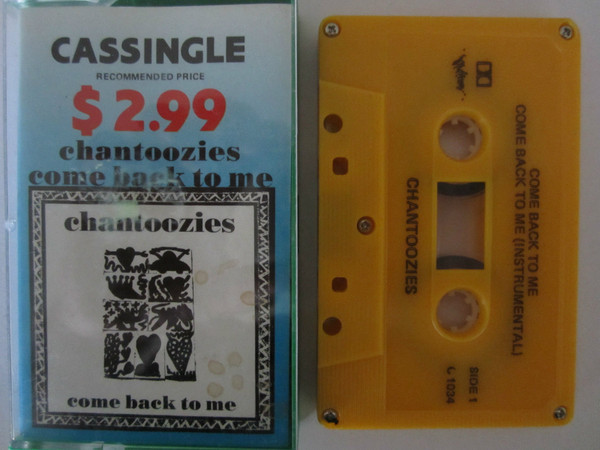 CASSINGLE
RECOMMENDED PRICE
$2.99
chantoozies
come back to me
chantoozies
come back to me
COME BACK TO ME
COME BACK TO ME (INSTRUMENTAL)
CHANTOOZIES
SIDE 1